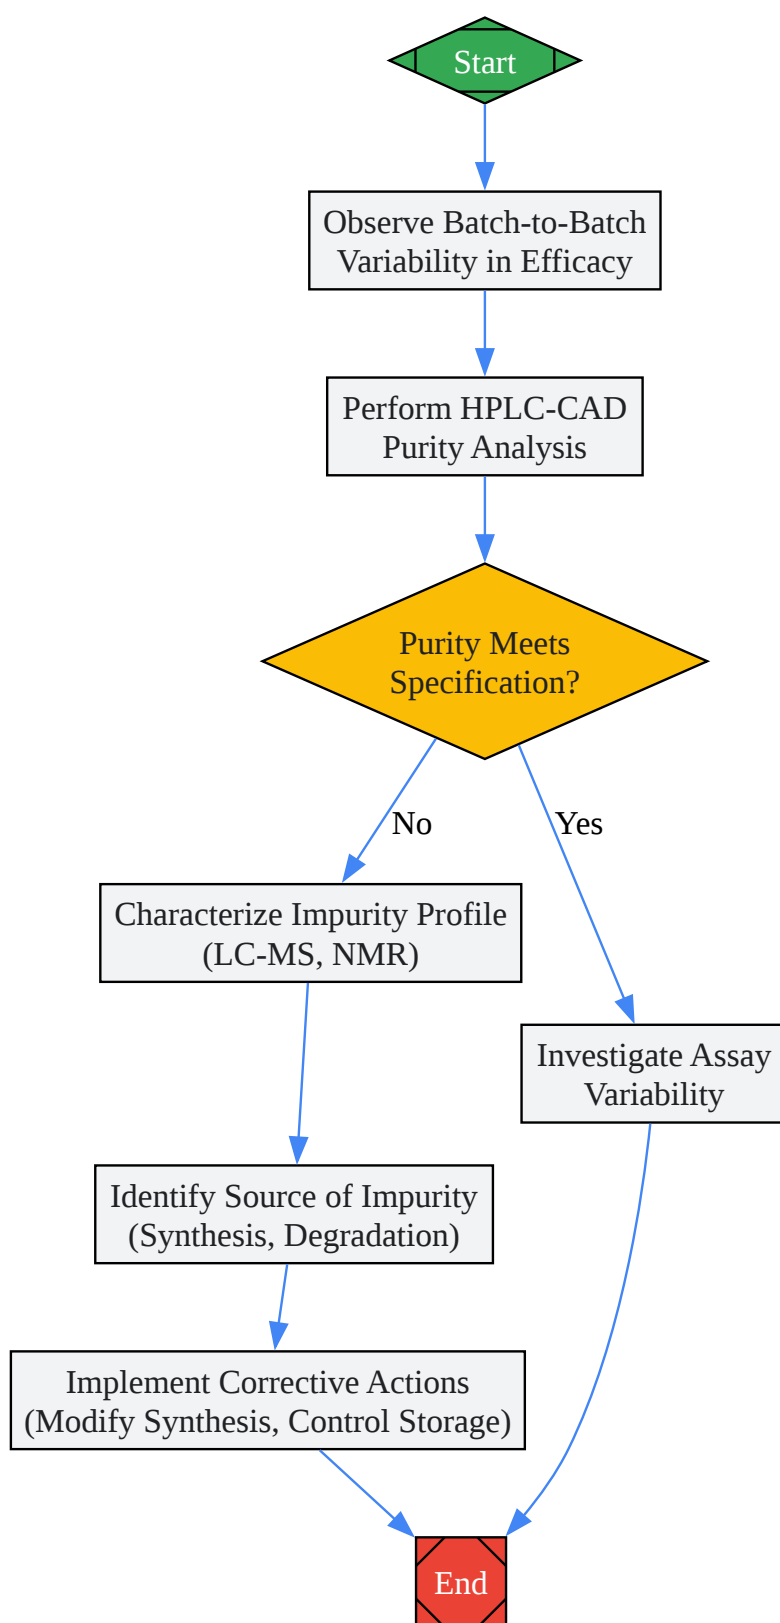 Start
Observe Batch-to-Batch
Variability in Efficacy
Perform HPLC-CAD
Purity Analysis
Purity Meets
Specification?
No
Yes
Characterize Impurity Profile
(LC-MS, NMR)
Investigate Assay
Variability
Identify Source of Impurity
(Synthesis, Degradation)
Implement Corrective Actions
(Modify Synthesis, Control Storage)
End